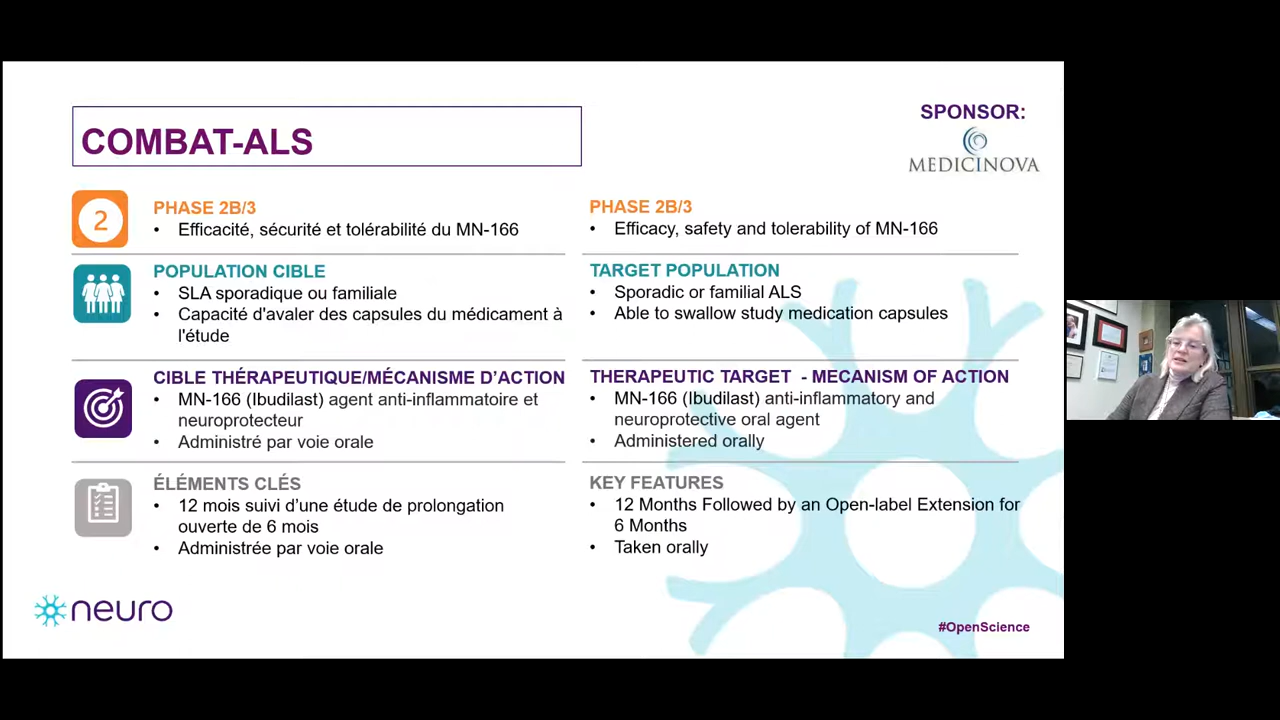 COMBAT-ALS
SPONSOR:
MEDICINOVA
2
PHASE 2B/3
• Efficacité, sécurité et tolérabilité du MN-166
POPULATION CIBLE
• SLA sporadique ou familiale
• Capacité d'avaler des capsules du médicament à
l'étude
CIBLE THÉRAPEUTIQUE/MÉCANISME D'ACTION
• MN-166 (Ibudilast) agent anti-inflammatoire et
neuroprotecteur
• Administré par voie orale
ÉLÉMENTS CLÉS
• 12 mois suivi d'une étude de prolongation
ouverte de 6 mois
• Administrée par voie orale
PHASE 2B/3
• Efficacy, safety and tolerability of MN-166
TARGET POPULATION
• Sporadic or familial ALS
• Able to swallow study medication capsules
THERAPEUTIC TARGET - MECANISM OF ACTION
• MN-166 (Ibudilast) anti-inflammatory and
neuroprotective oral agent
• Administered orally
KEY FEATURES
• 12 Months Followed by an Open-label Extension for
6 Months
• Taken orally
neuro
#OpenScience